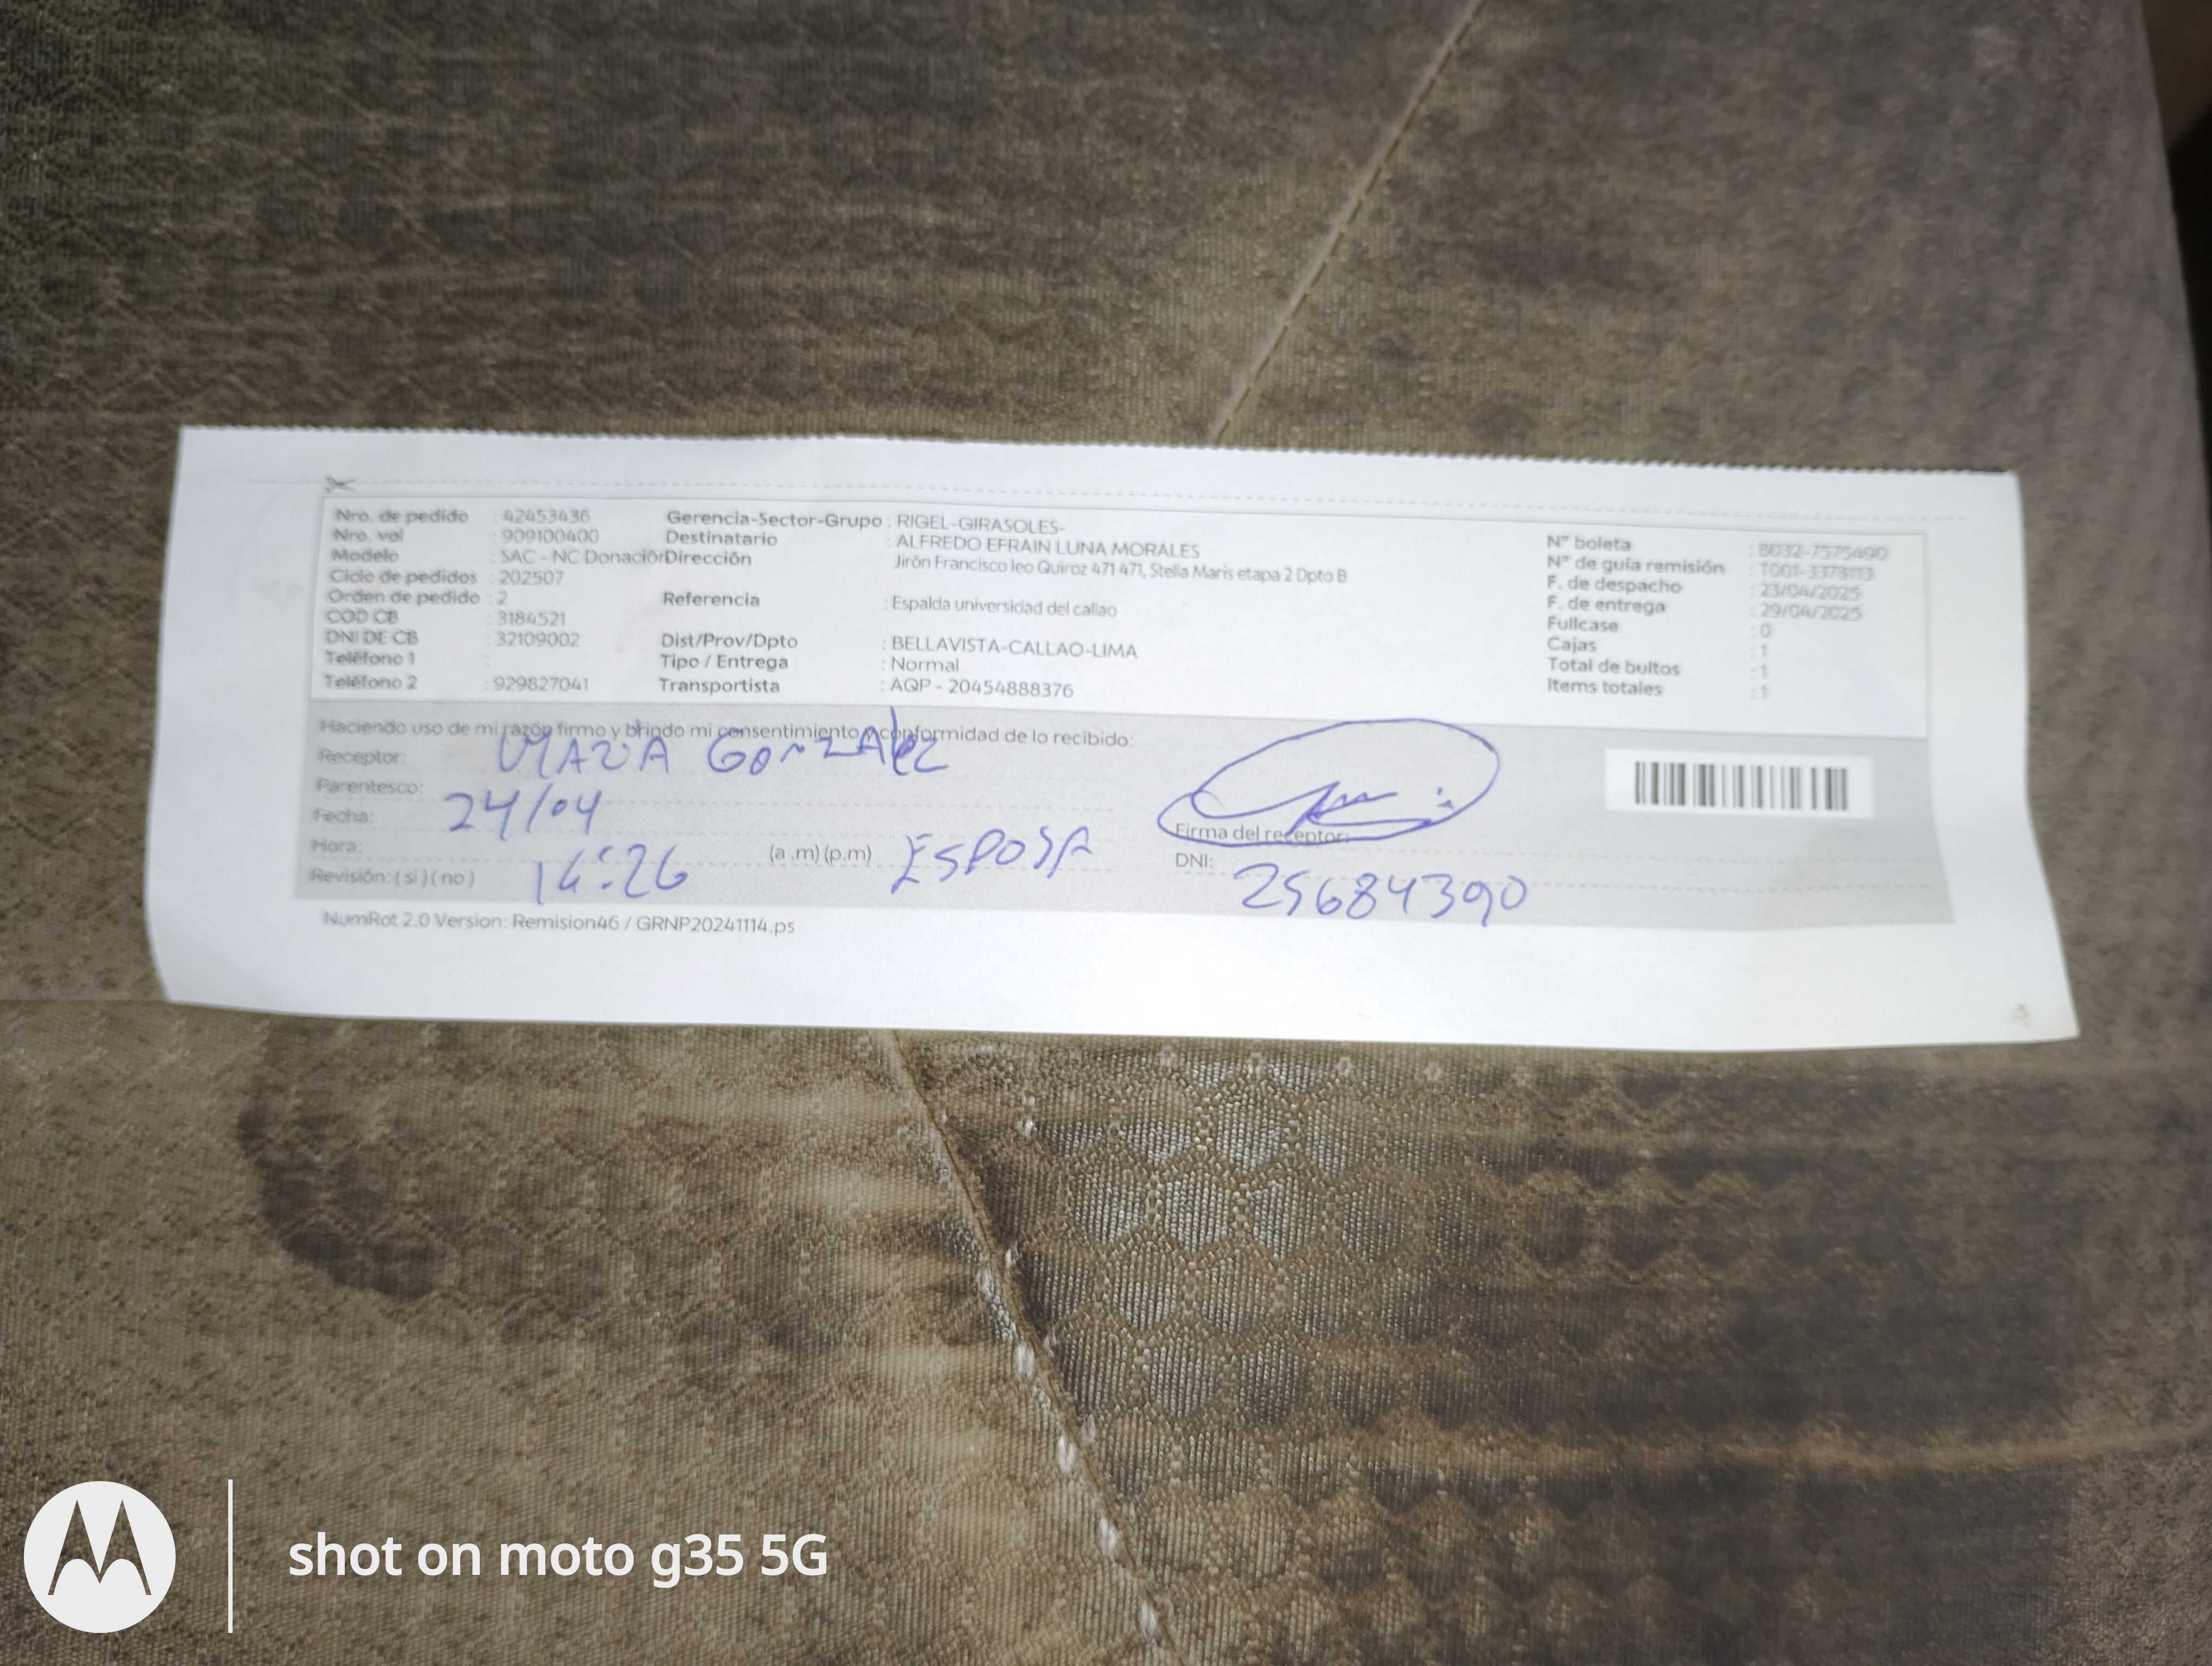 Nro. de pedido : 42453436
Nro. vol : 909100400
Modelo : SAC - NC Donación
Ciclo de pedidos : 202507
Orden de pedido : 2
COD CB : 3184521
DNI DE CB : 32109002
Teléfono 1 :
Teléfono 2 : 929827041
Gerencia-Sector-Grupo : RIGEL-GIRASOLES-
Destinatario : ALFREDO EFRAIN LUNA MORALES
Dirección Jirón Francisco leo Quiroz 471 471, Stella Maris etapa 2 Dpto B
Referencia : Espalda universidad del callao
Dist/Prov/Dpto : BELLAVISTA-CALLAO-LIMA
Tipo / Entrega : Normal
Transportista : AQP - 20454888376
N° boleta :
N° de guía remisión :
F. de despacho : 23/04/2025
F. de entrega : 29/04/2025
Fullcase : 0
Cajas : 1
Total de bultos : 1
Items totales : 1
Haciendo uso de mi razón firmo y brindo mi consentimiento y conformidad de lo recibido:
Receptor: GONZALEZ
Parentesco:
Fecha: 24/04
Hora: (a .m) (p.m) ESPOSA
Revisión: ( si ) ( no )
Firma del receptor:
DNI: 25684390
NumRot 2.0 Version: Remision46 / GRNP20241114.ps
shot on moto g35 5G